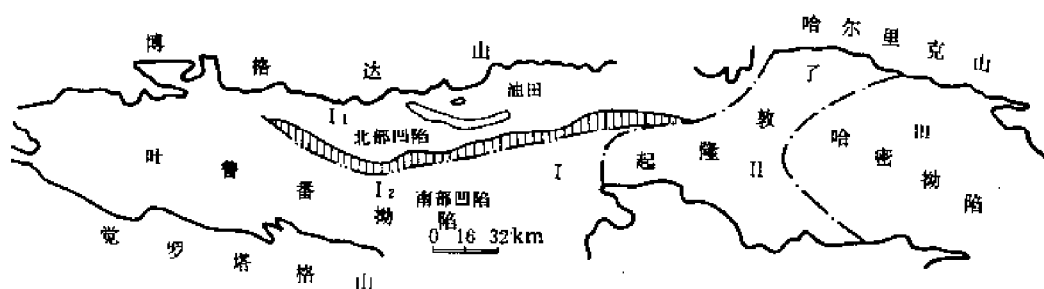 博格达山
哈尔里克山
油田
I₁
北部凹陷
叶鲁番坳陷
I
I₂
南部凹陷
0 16 32 km
觉罗塔格山
了敦隆起
II
哈密坳陷
III